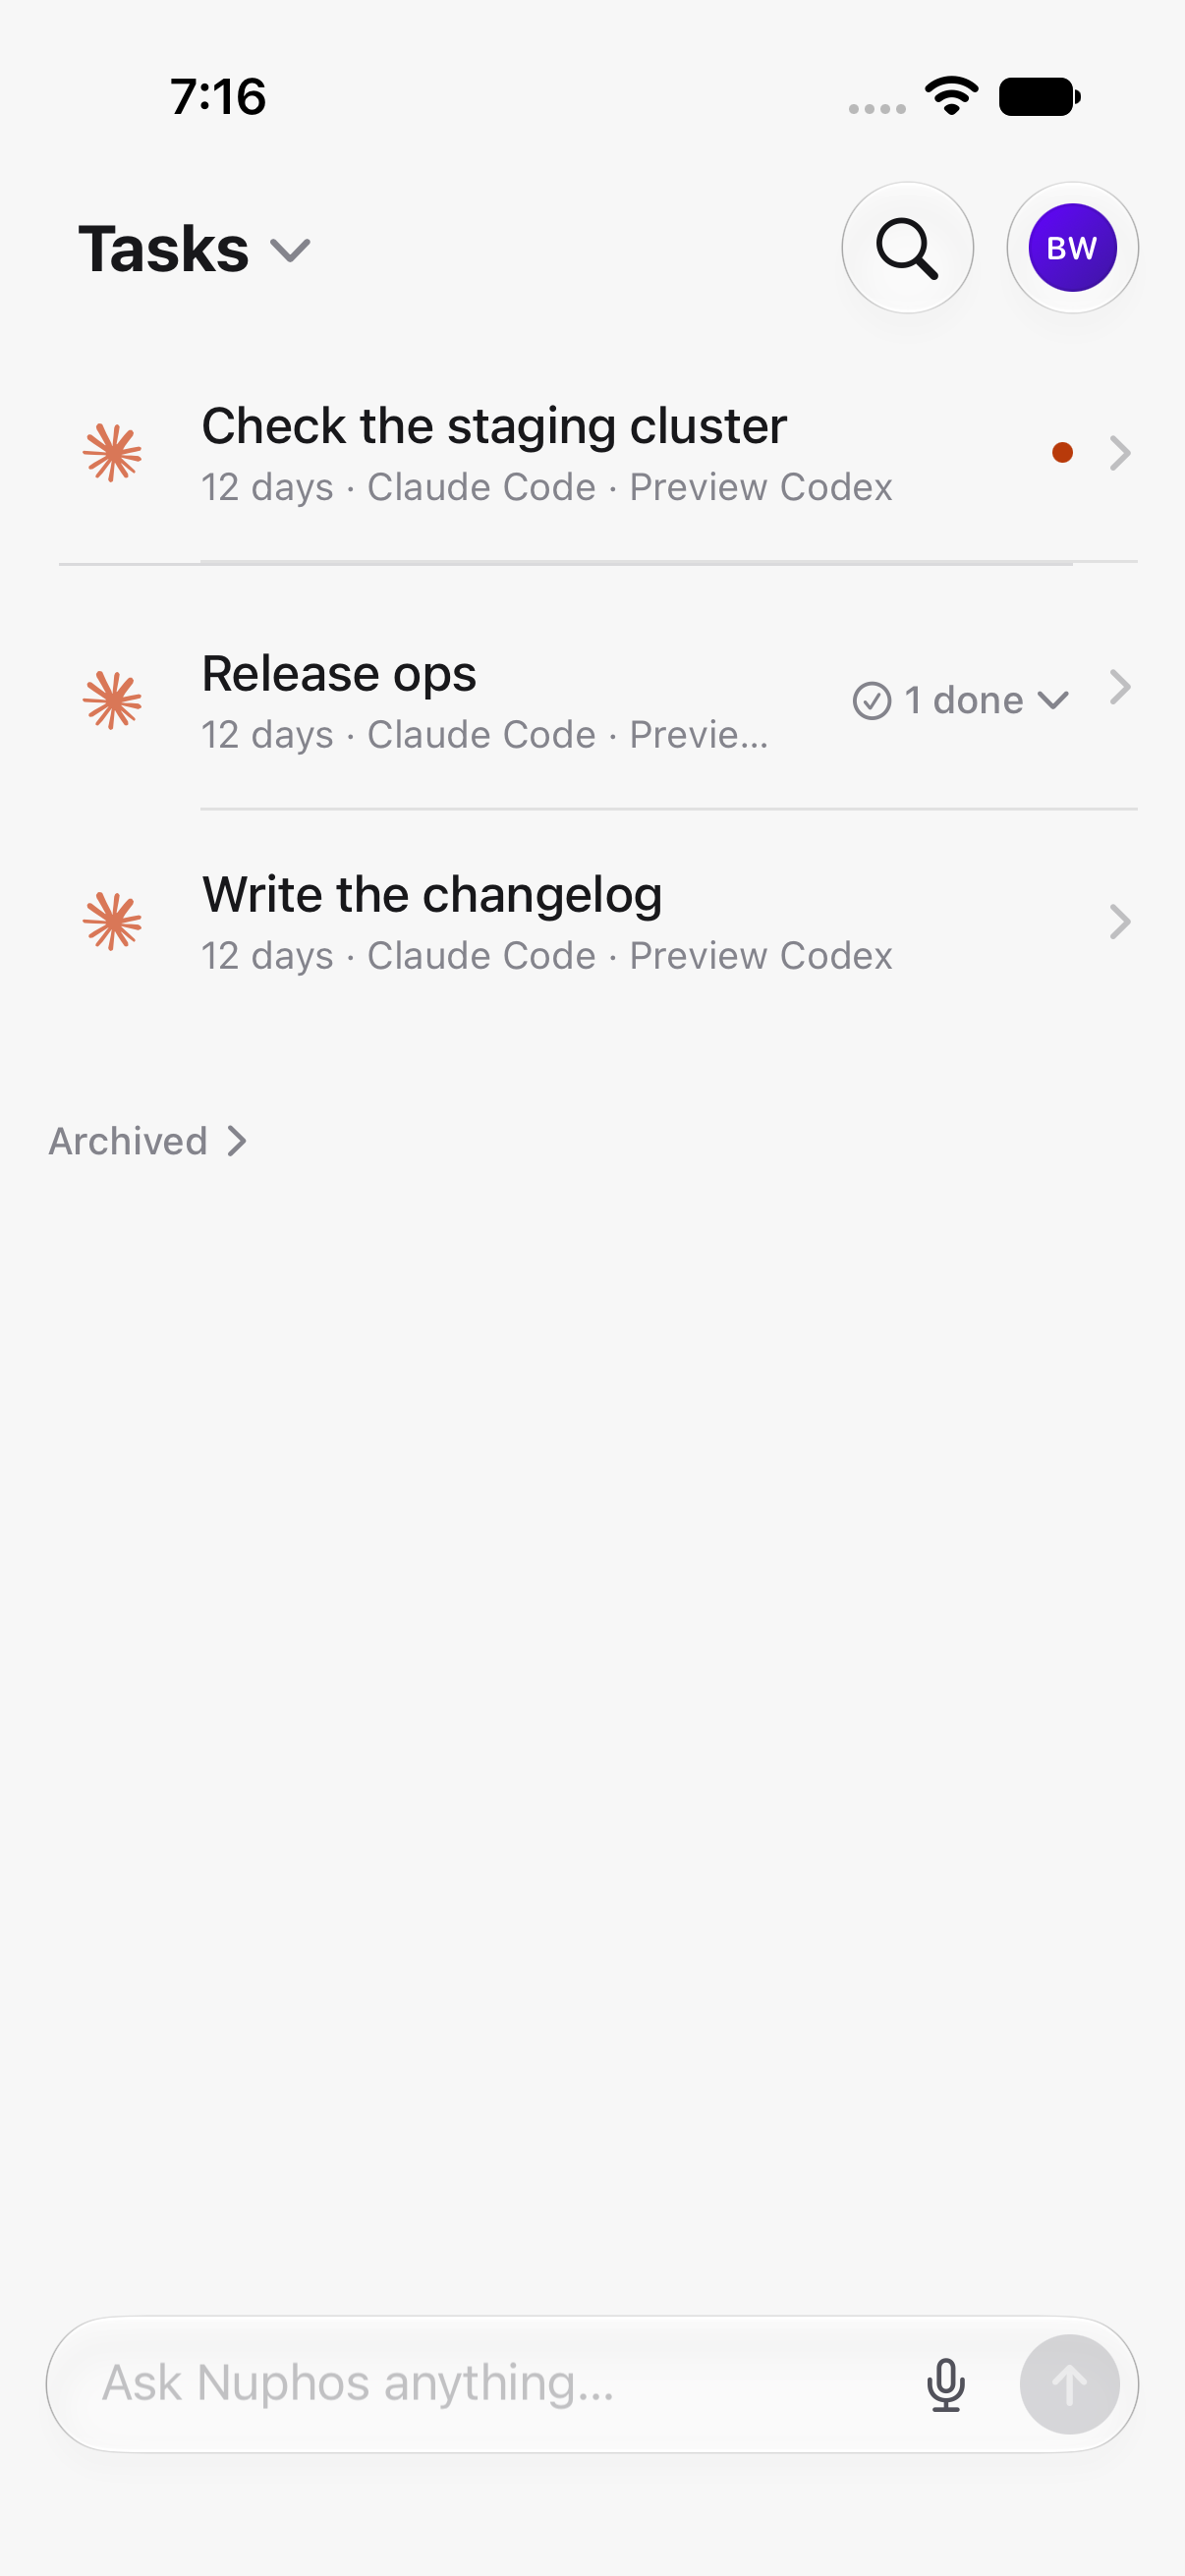 7:16
Tasks
BW
Check the staging cluster
12 days · Claude Code · Preview Codex
Release ops
12 days · Claude Code · Previe...
1 done
Write the changelog
12 days · Claude Code · Preview Codex
Archived
Ask Nuphos anything...